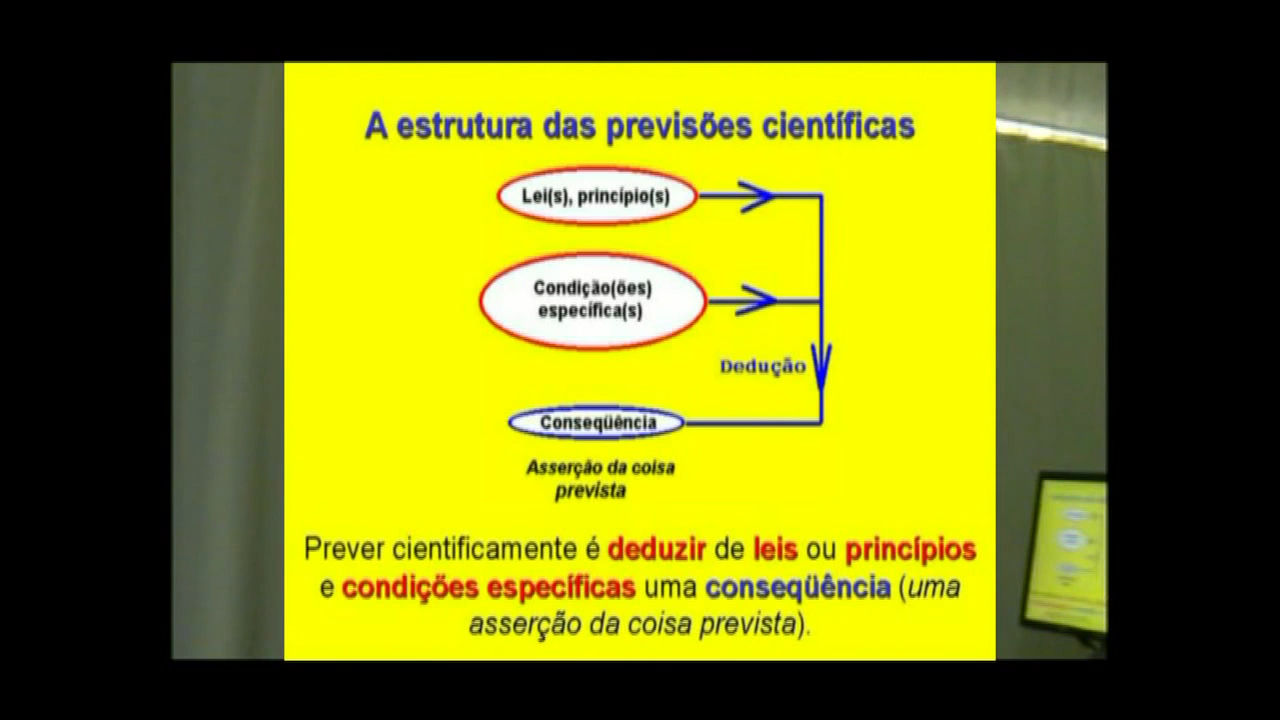 A estrutura das previsões científicas
Lei(s), princípio(s)
Condição(ões)
específica(s)
Dedução
Conseqüência
Asserção da coisa
prevista
Prever cientificamente é deduzir de leis ou princípios
e condições específicas uma conseqüência (uma
asserção da coisa prevista).